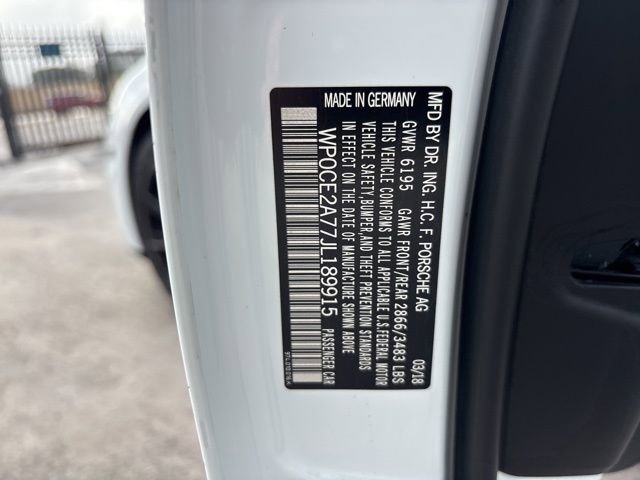 MFD BY DR. ING. H.C. F. PORSCHE AG
03/18
GVWR 6195 GAWR FRONT/REAR 2866/3483 LBS
THIS VEHICLE CONFORMS TO ALL APPLICABLE U.S.FEDERAL MOTOR
VEHICLE SAFETY,BUMPER,AND THEFT PREVENTION STANDARDS
IN EFFECT ON THE DATE OF MANUFACTURE SHOWN ABOVE
WP0CE2A77JL189915 PASSENGER CAR
MADE IN GERMANY